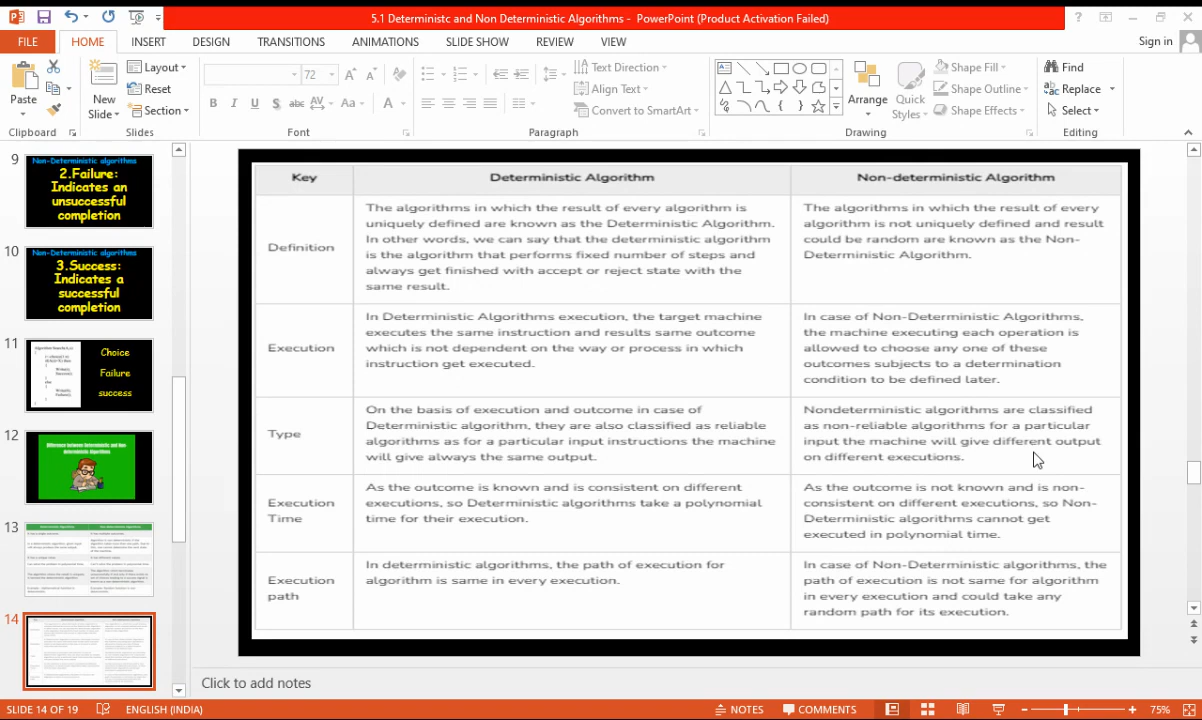 5.1 Deterministc and Non Deterministic Algorithms - PowerPoint (Product Activation Failed)
FILE HOME INSERT DESIGN TRANSITIONS ANIMATIONS SLIDE SHOW REVIEW VIEW Sign in
Paste
New
Slide
Layout
Reset
Section
72
B I U S abc AV Aa A
Text Direction
Align Text
Convert to SmartArt
Arrange
Quick
Styles
Shape Fill
Shape Outline
Shape Effects
Find
Replace
Select
Clipboard Slides Font Paragraph Drawing Editing
9
Non-Deterministic algorithms
2.Failure:
Indicates an
unsuccessful
completion
10
Non-Deterministic algorithms
3.Success:
Indicates a
successful
completion
11
Choice
Failure
success
12
Difference between Deterministic and Non
Deterministic Algorithms
13
14
Key Deterministic Algorithm Non-deterministic Algorithm
Definition
The algorithms in which the result of every algorithm is
uniquely defined are known as the Deterministic Algorithm.
In other words, we can say that the deterministic algorithm
is the algorithm that performs fixed number of steps and
always get finished with accept or reject state with the
same result.
The algorithms in which the result of every
algorithm is not uniquely defined and result
could be random are known as the Non-
Deterministic Algorithm.
Execution
In Deterministic Algorithms execution, the target machine
executes the same instruction and results same outcome
which is not dependent on the way or process in which
instruction get executed.
In case of Non-Deterministic Algorithms,
the machine executing each operation is
allowed to choose any one of these
outcomes subjects to a determination
condition to be defined later.
Type
On the basis of execution and outcome in case of
Deterministic algorithm, they are also classified as reliable
algorithms as for a particular input instructions the machine
will give always the same output.
Nondeterministic algorithms are classified
as non-reliable algorithms for a particular
input the machine will give different output
on different executions.
Execution
Time
As the outcome is known and is consistent on different
executions, so Deterministic algorithms take a polynomial
time for their execution.
As the outcome is not known and is non-
consistent on different executions, so Non-
Deterministic algorithms cannot get
executed in polynomial time.
Execution
path
In deterministic algorithms, the path of execution for
algorithm is same in every execution.
In case of Non-Deterministic algorithms, the
path of execution is not same for algorithm
in every execution and could take any
random path for its execution.
Click to add notes
SLIDE 14 OF 19 ENGLISH (INDIA) NOTES COMMENTS 75%